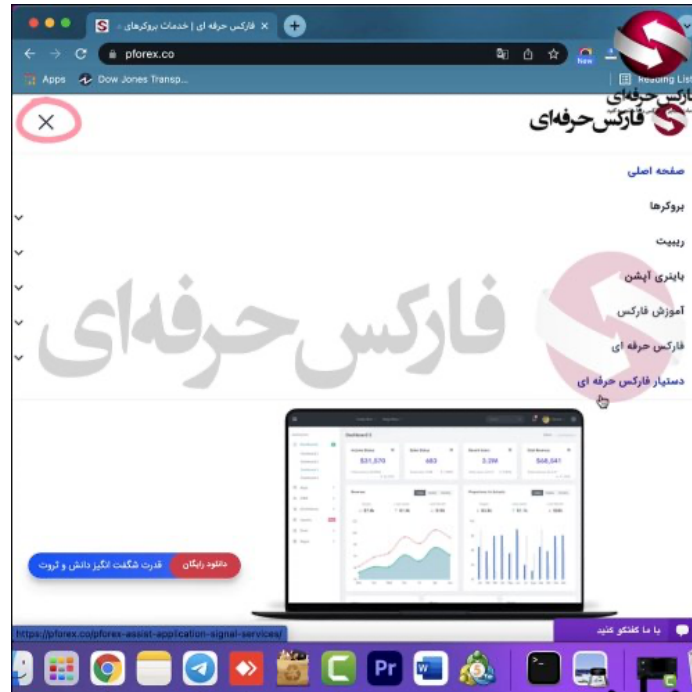 فارکس حرفه ای | خدمات بروکرهای
pforex.co
New
Apps
Dow Jones Transp...
Reading List
فارکس حرفه‌ای
فارکس حرفه‌ای
صفحه اصلی
بروکرها
ریبیت
باینری آپشن
آموزش فارکس
فارکس حرفه ای
دستیار فارکس حرفه ای
فارکس حرفه‌ای
$31,570
683
3.2M
$68,541
دانلود رایگان
قدرت شگفت انگیز دانش و ثروت
https://pforex.co/pforex-assist-application-signal-services/
با ما گفتگو کنید
Pr
W